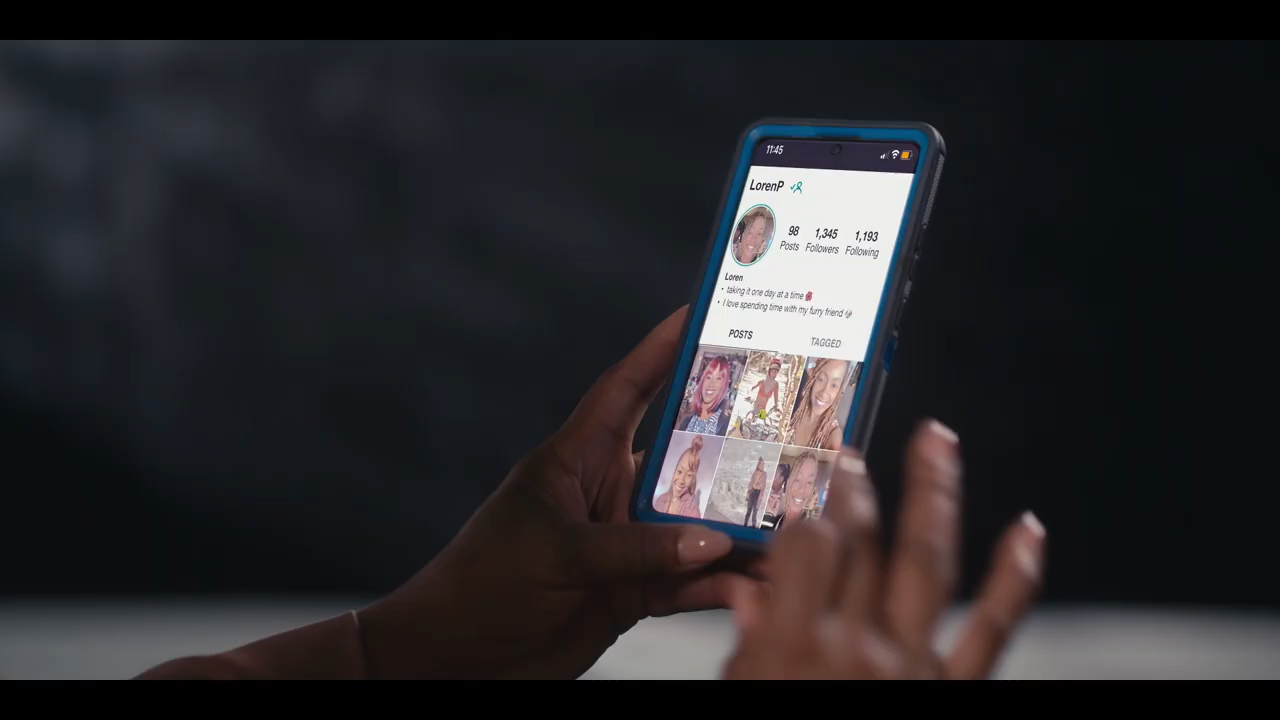 11:45
LorenP
98 1,345 1,193
Posts Followers Following
Loren
• taking it one day at a time
• I love spending time with my furry friend
POSTS TAGGED